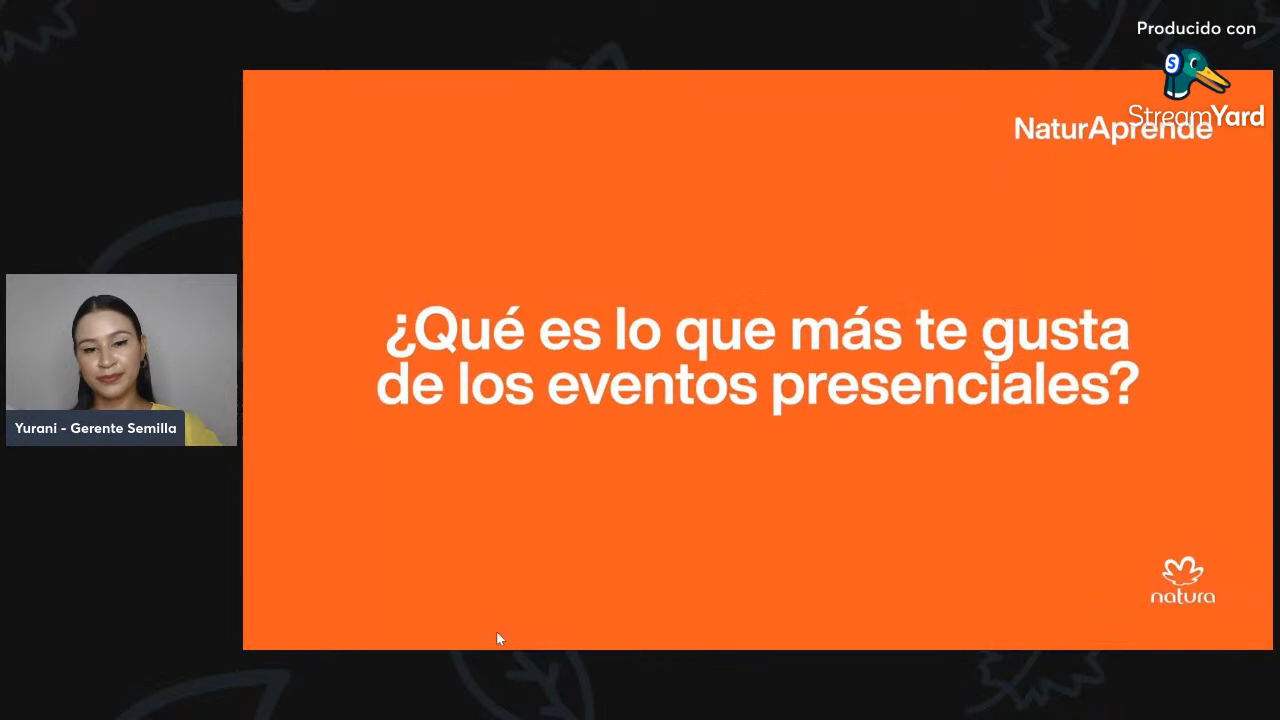 Producido con
StreamYard
NaturAprende
¿Qué es lo que más te gusta
de los eventos presenciales?
Yurani - Gerente Semilla
natura